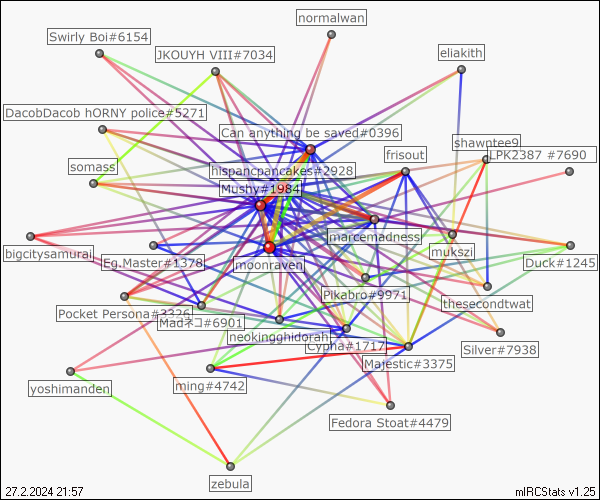 normalwan
Swirly Boi#6154
JKOUYH VIII#7034
eliakith
DacobDacob hORNY police#5271
Can anything be saved#0396
shawntee9
frisout
LPK2387 #7690
somass
hispancpancakes#2928
Mushy#1984
marcemadness
bigcitysamurai
Eg.Master#1378
moonraven
mukszi
Duck#1245
Pikabro#9971
thesecondtwat
Pocket Persona#3326
Madネコ#6901
neokingghidorah
Cypha#1717
Silver#7938
Majestic#3375
yoshimanden
ming#4742
Fedora Stoat#4479
zebula
27.2.2024 21:57
mIRCStats v1.25